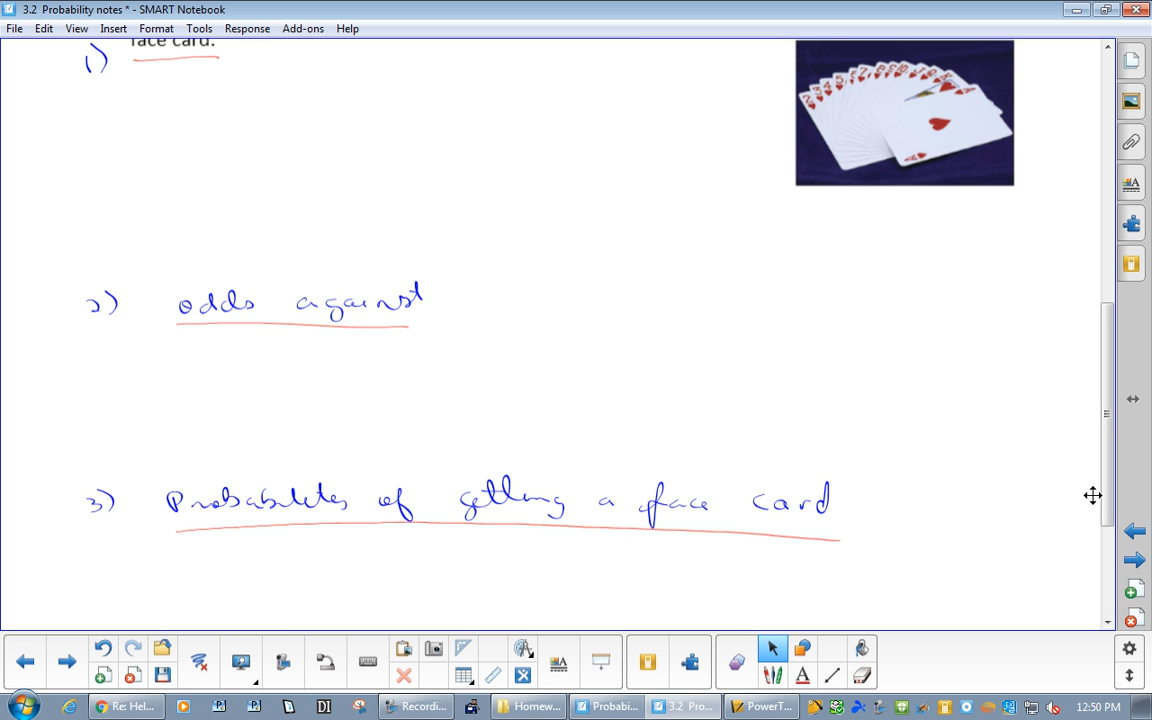 3.2 Probability notes * - SMART Notebook
File Edit View Insert Format Tools Response Add-ons Help
face card.
1)
2) odds against
3) Probabilites of getting a face card
Re: Hel...
DI
Recordi...
Homew...
Probabi...
3.2 Pro...
PowerT...
12:50 PM